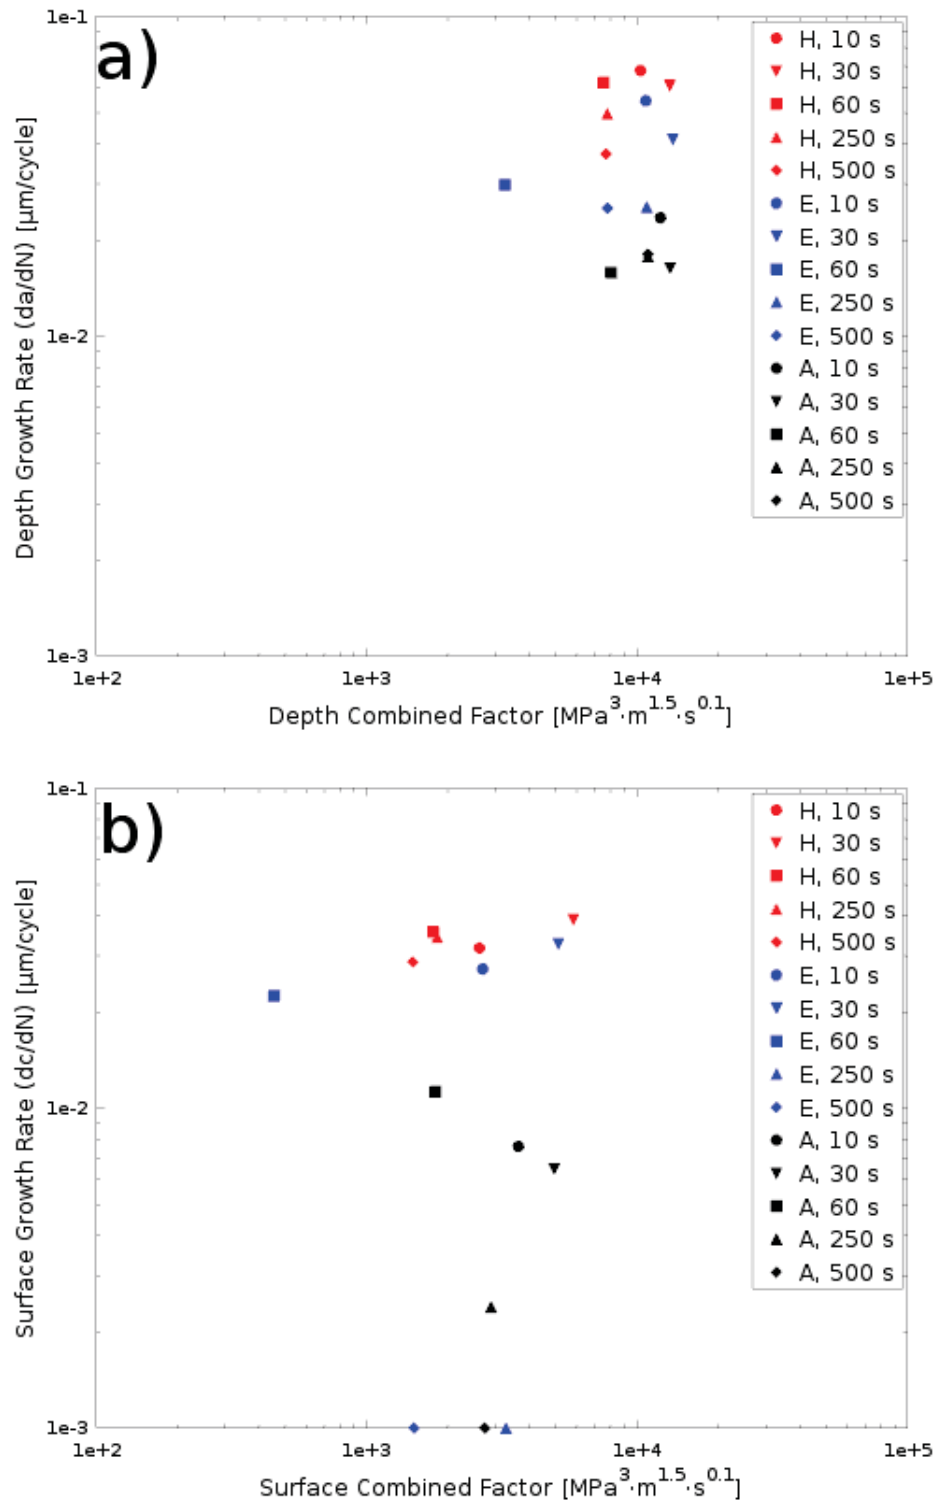 a)
1e-1
1e-2
1e-3
Depth Growth Rate (da/dN) [µm/cycle]
H, 10 s
H, 30 s
H, 60 s
H, 250 s
H, 500 s
E, 10 s
E, 30 s
E, 60 s
E, 250 s
E, 500 s
A, 10 s
A, 30 s
A, 60 s
A, 250 s
A, 500 s
1e+2 1e+3 1e+4 1e+5
Depth Combined Factor [MPa³·m¹·⁵·s⁰·¹]
b)
1e-1
1e-2
1e-3
Surface Growth Rate (dc/dN) [µm/cycle]
H, 10 s
H, 30 s
H, 60 s
H, 250 s
H, 500 s
E, 10 s
E, 30 s
E, 60 s
E, 250 s
E, 500 s
A, 10 s
A, 30 s
A, 60 s
A, 250 s
A, 500 s
1e+2 1e+3 1e+4 1e+5
Surface Combined Factor [MPa³·m¹·⁵·s⁰·¹]